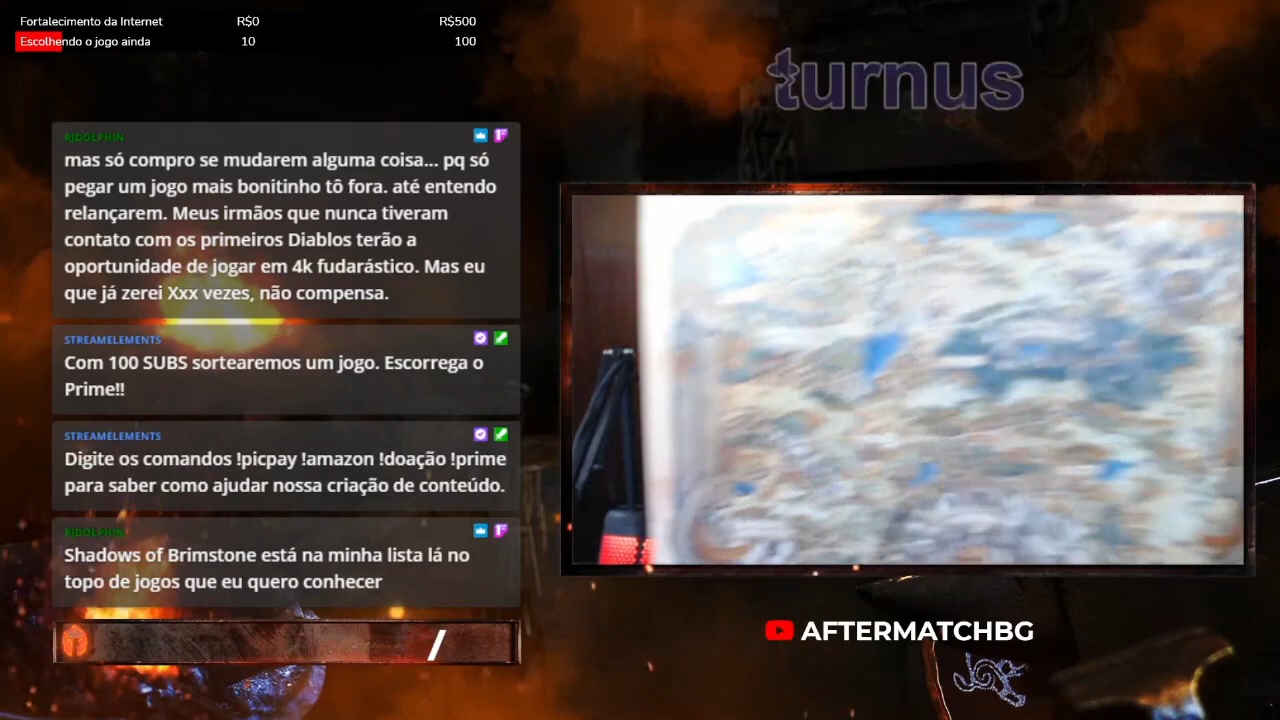 Fortalecimento da Internet R$0 R$500
Escolhendo o jogo ainda 10 100
turnus
RJDOLPHIN
mas só compro se mudarem alguma coisa... pq só
pegar um jogo mais bonitinho tô fora. até entendo
relançarem. Meus irmãos que nunca tiveram
contato com os primeiros Diablos terão a
oportunidade de jogar em 4k fudarástico. Mas eu
que já zerei Xxx vezes, não compensa.
STREAMELEMENTS
Com 100 SUBS sortearemos um jogo. Escorrega o
Prime!!
STREAMELEMENTS
Digite os comandos !picpay !amazon !doação !prime
para saber como ajudar nossa criação de conteúdo.
RJDOLPHIN
Shadows of Brimstone está na minha lista lá no
topo de jogos que eu quero conhecer
/
AFTERMATCHBG